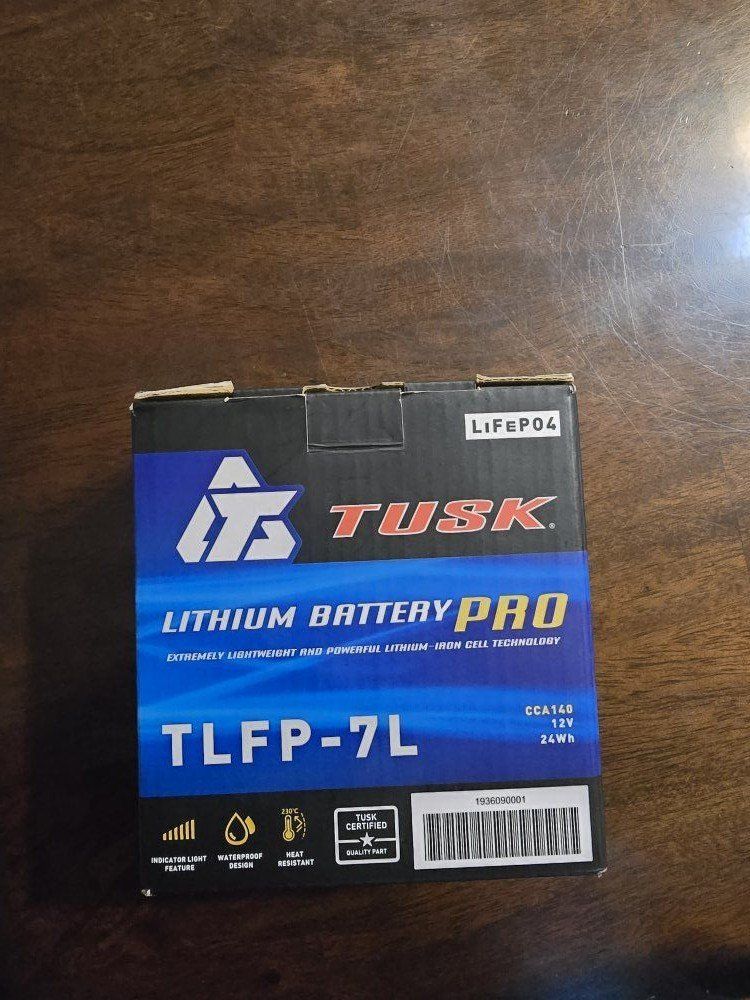 LiFePO4
TUSK®
LITHIUM BATTERY PRO
EXTREMELY LIGHTWEIGHT AND POWERFUL LITHIUM-IRON CELL TECHNOLOGY
CCA140
12V
24Wh
TLFP-7L
1936090001
230°C
INDICATOR LIGHT
FEATURE
WATERPROOF
DESIGN
HEAT
RESISTANT
TUSK
CERTIFIED
QUALITY PART